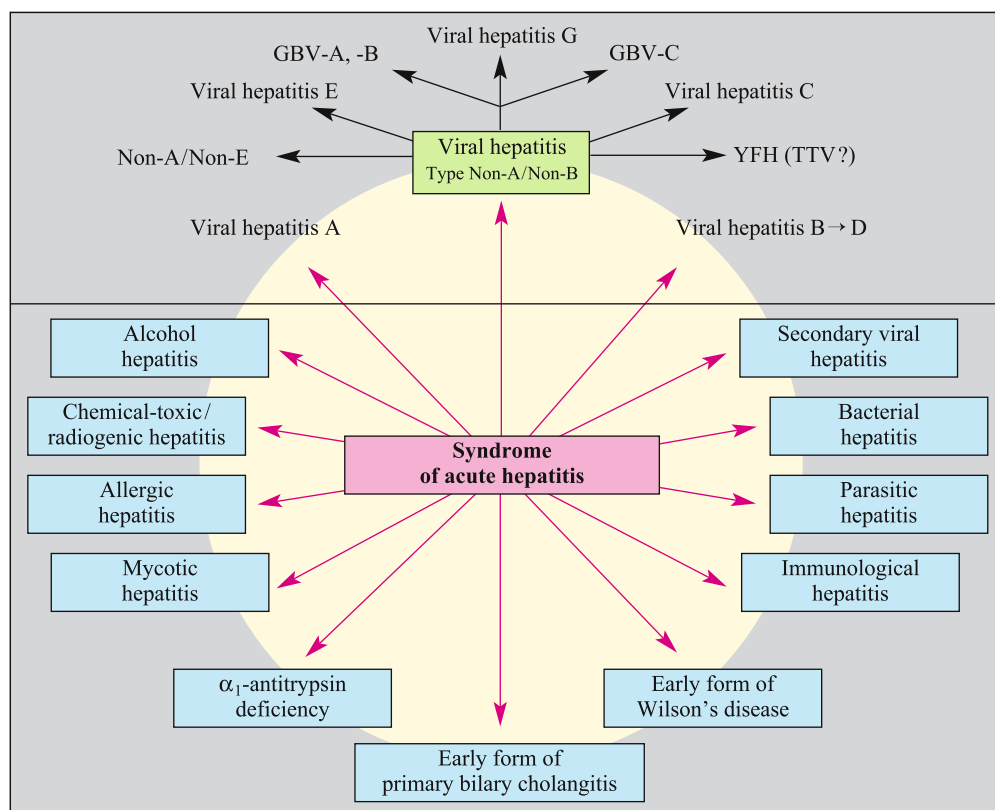 Viral hepatitis G
GBV-A, -B
GBV-C
Viral hepatitis E
Viral hepatitis C
Viral hepatitis
Type Non-A/Non-B
Non-A/Non-E
YFH (TTV?)
Viral hepatitis A
Viral hepatitis B → D
Alcohol
hepatitis
Secondary viral
hepatitis
Chemical-toxic/
radiogenic hepatitis
Bacterial
hepatitis
Syndrome
of acute hepatitis
Allergic
hepatitis
Parasitic
hepatitis
Mycotic
hepatitis
Immunological
hepatitis
α₁-antitrypsin
deficiency
Early form of
Wilson's disease
Early form of
primary bilary cholangitis